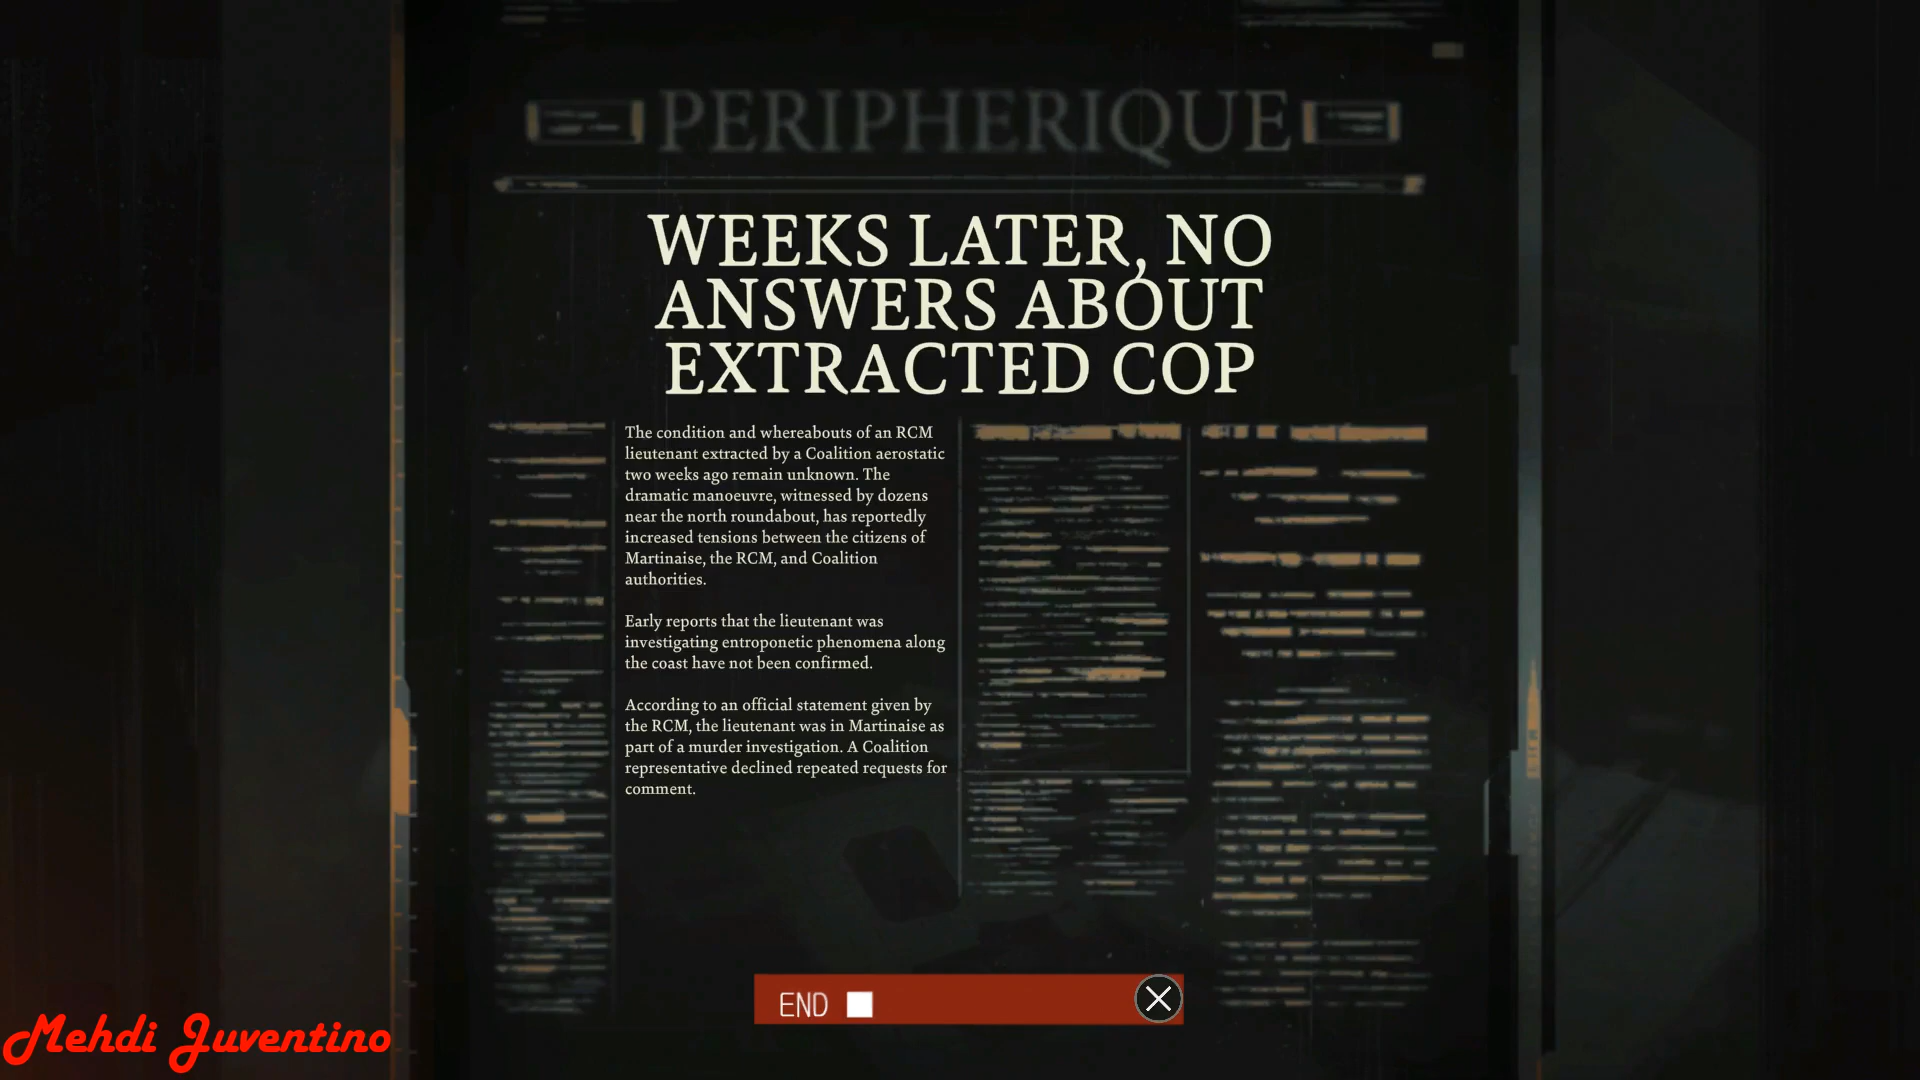 PERIPHERIQUE
WEEKS LATER, NO
ANSWERS ABOUT
EXTRACTED COP
The condition and whereabouts of an RCM
lieutenant extracted by a Coalition aerostatic
two weeks ago remain unknown. The
dramatic manoeuvre, witnessed by dozens
near the north roundabout, has reportedly
increased tensions between the citizens of
Martinaise, the RCM, and Coalition
authorities.
Early reports that the lieutenant was
investigating entroponetic phenomena along
the coast have not been confirmed.
According to an official statement given by
the RCM, the lieutenant was in Martinaise as
part of a murder investigation. A Coalition
representative declined repeated requests for
comment.
END
Mehdi Juventino